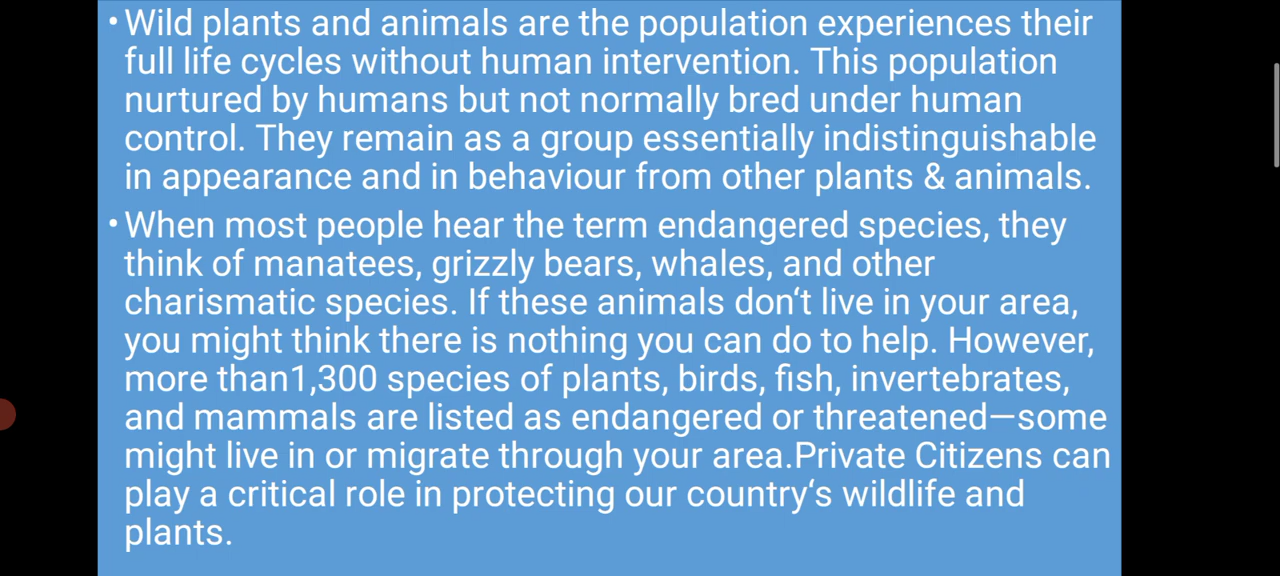 • Wild plants and animals are the population experiences their
full life cycles without human intervention. This population
nurtured by humans but not normally bred under human
control. They remain as a group essentially indistinguishable
in appearance and in behaviour from other plants & animals.
• When most people hear the term endangered species, they
think of manatees, grizzly bears, whales, and other
charismatic species. If these animals don‘t live in your area,
you might think there is nothing you can do to help. However,
more than1,300 species of plants, birds, fish, invertebrates,
and mammals are listed as endangered or threatened—some
might live in or migrate through your area.Private Citizens can
play a critical role in protecting our country‘s wildlife and
plants.